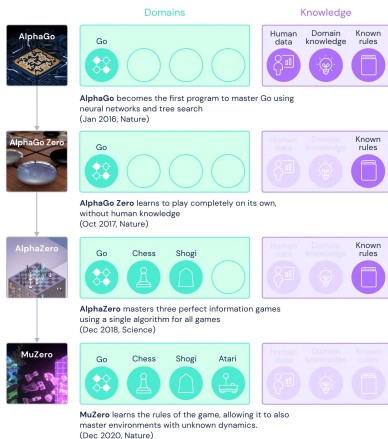 Domains
Knowledge
AlphaGo
Go
Human data
Domain knowledge
Known rules
AlphaGo becomes the first program to master Go using
neural networks and tree search
(Jan 2016, Nature)
AlphaGo Zero
Go
Human data
Domain knowledge
Known rules
AlphaGo Zero learns to play completely on its own,
without human knowledge
(Oct 2017, Nature)
AlphaZero
Go
Chess
Shogi
Human data
Domain knowledge
Known rules
AlphaZero masters three perfect information games
using a single algorithm for all games
(Dec 2018, Science)
MuZero
Go
Chess
Shogi
Atari
Human data
Domain knowledge
Known rules
MuZero learns the rules of the game, allowing it to also
master environments with unknown dynamics.
(Dec 2020, Nature)